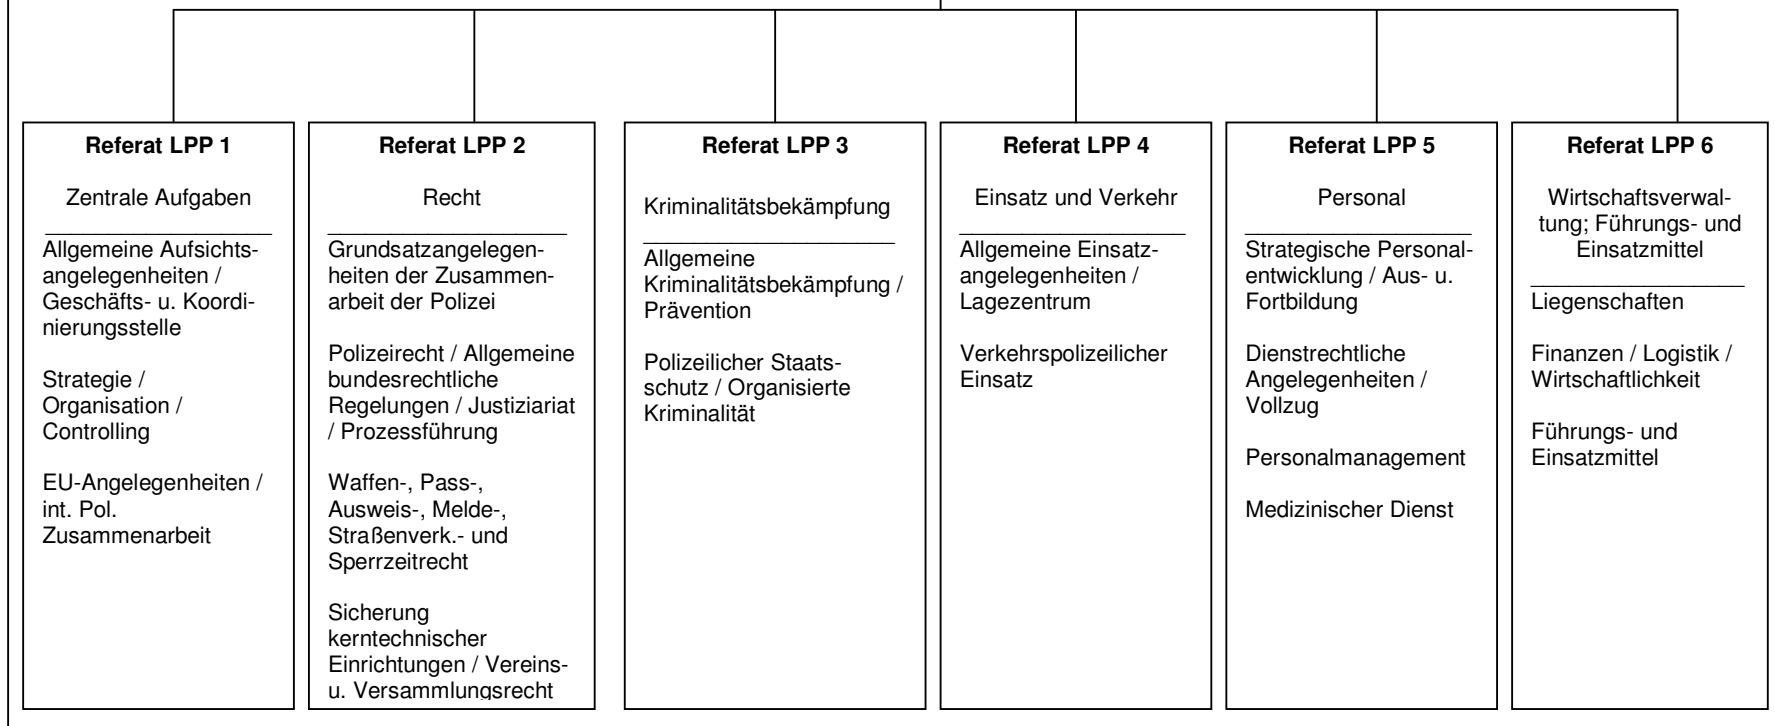 Referat LPP 1
Zentrale Aufgaben
Allgemeine Aufsichts-
angelegenheiten /
Geschäfts- u. Koordi-
nierungsstelle
Strategie /
Organisation /
Controlling
EU-Angelegenheiten /
int. Pol.
Zusammenarbeit
Referat LPP 2
Recht
Grundsatzangelegen-
heiten der Zusammen-
arbeit der Polizei
Polizeirecht / Allgemeine
bundesrechtliche
Regelungen / Justiziariat
/ Prozessführung
Waffen-, Pass-,
Ausweis-, Melde-,
Straßenverk.- und
Sperrzeitrecht
Sicherung
kerntechnischer
Einrichtungen / Vereins-
u. Versammlungsrecht
Referat LPP 3
Kriminalitätsbekämpfung
Allgemeine
Kriminalitätsbekämpfung /
Prävention
Polizeilicher Staats-
schutz / Organisierte
Kriminalität
Referat LPP 4
Einsatz und Verkehr
Allgemeine Einsatz-
angelegenheiten /
Lagezentrum
Verkehrspolizeilicher
Einsatz
Referat LPP 5
Personal
Strategische Personal-
entwicklung / Aus- u.
Fortbildung
Dienstrechtliche
Angelegenheiten /
Vollzug
Personalmanagement
Medizinischer Dienst
Referat LPP 6
Wirtschaftsverwal-
tung; Führungs- und
Einsatzmittel
Liegenschaften
Finanzen / Logistik /
Wirtschaftlichkeit
Führungs- und
Einsatzmittel